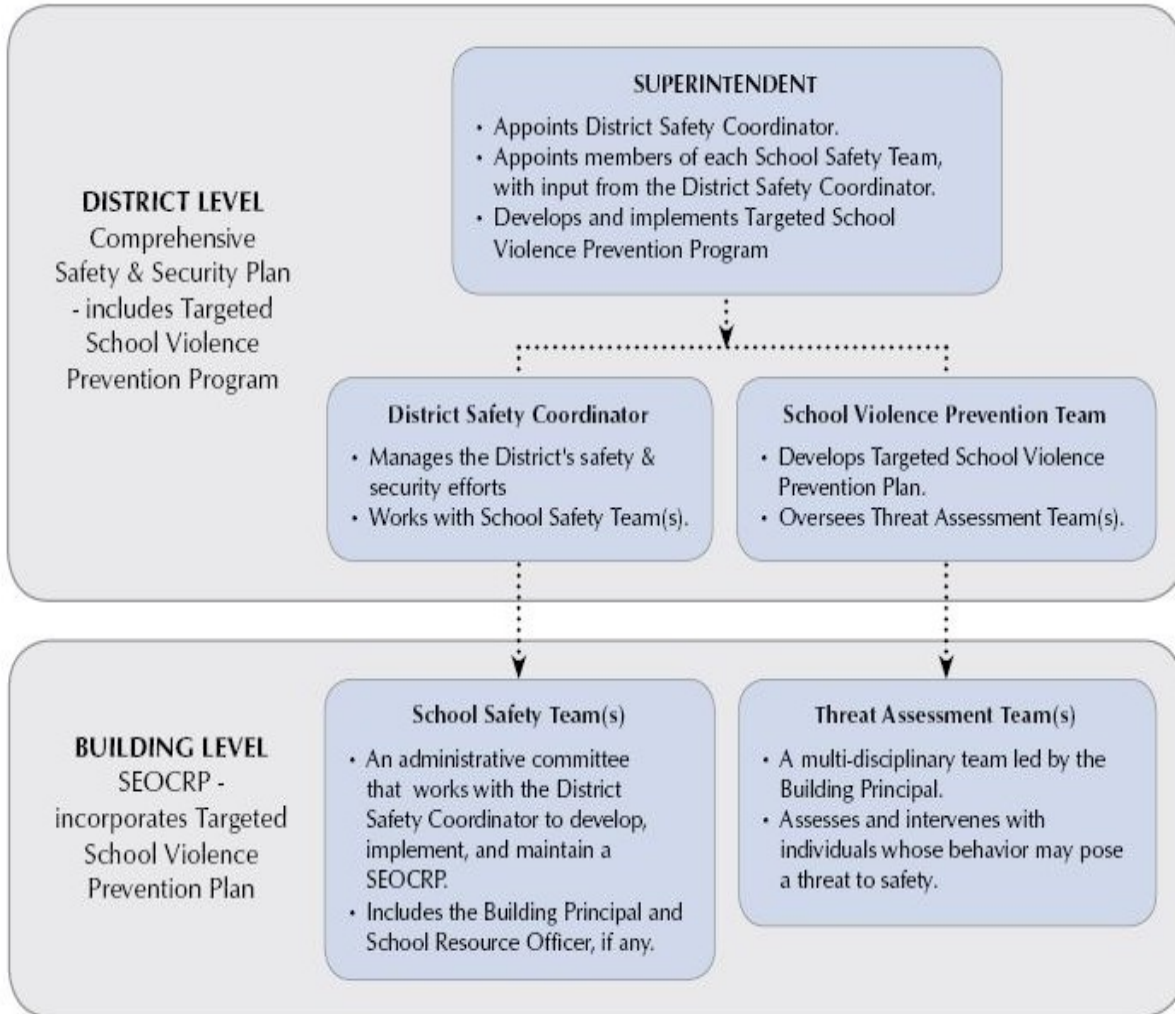 SUPERINTENDENT
• Appoints District Safety Coordinator.
• Appoints members of each School Safety Team,
with input from the District Safety Coordinator.
• Develops and implements Targeted School
Violence Prevention Program
DISTRICT LEVEL
Comprehensive
Safety & Security Plan
- includes Targeted
School Violence
Prevention Program
District Safety Coordinator
• Manages the District's safety &
security efforts
• Works with School Safety Team(s).
School Violence Prevention Team
• Develops Targeted School Violence
Prevention Plan.
• Oversees Threat Assessment Team(s).
BUILDING LEVEL
SEOCRP -
incorporates Targeted
School Violence
Prevention Plan
School Safety Team(s)
• An administrative committee
that works with the District
Safety Coordinator to develop,
implement, and maintain a
SEOCRP.
• Includes the Building Principal and
School Resource Officer, if any.
Threat Assessment Team(s)
• A multi-disciplinary team led by the
Building Principal.
• Assesses and intervenes with
individuals whose behavior may pose
a threat to safety.